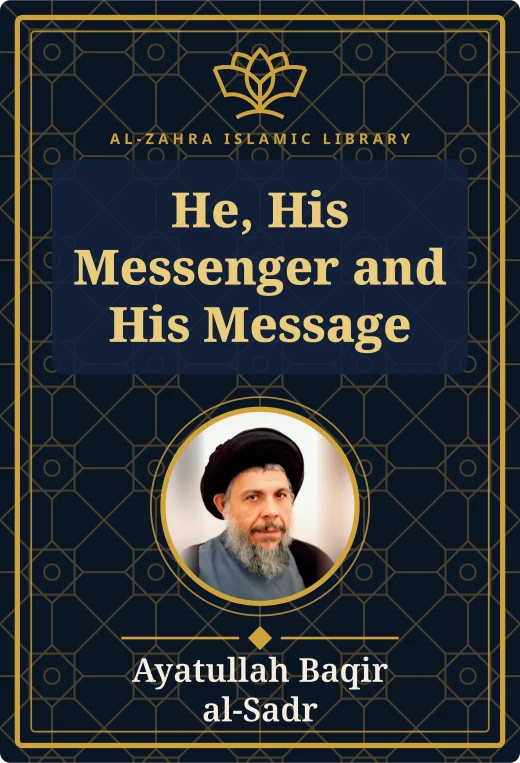 AL-ZAHRA ISLAMIC LIBRARY
He, His
Messenger and
His Message
Ayatullah Baqir
al-Sadr